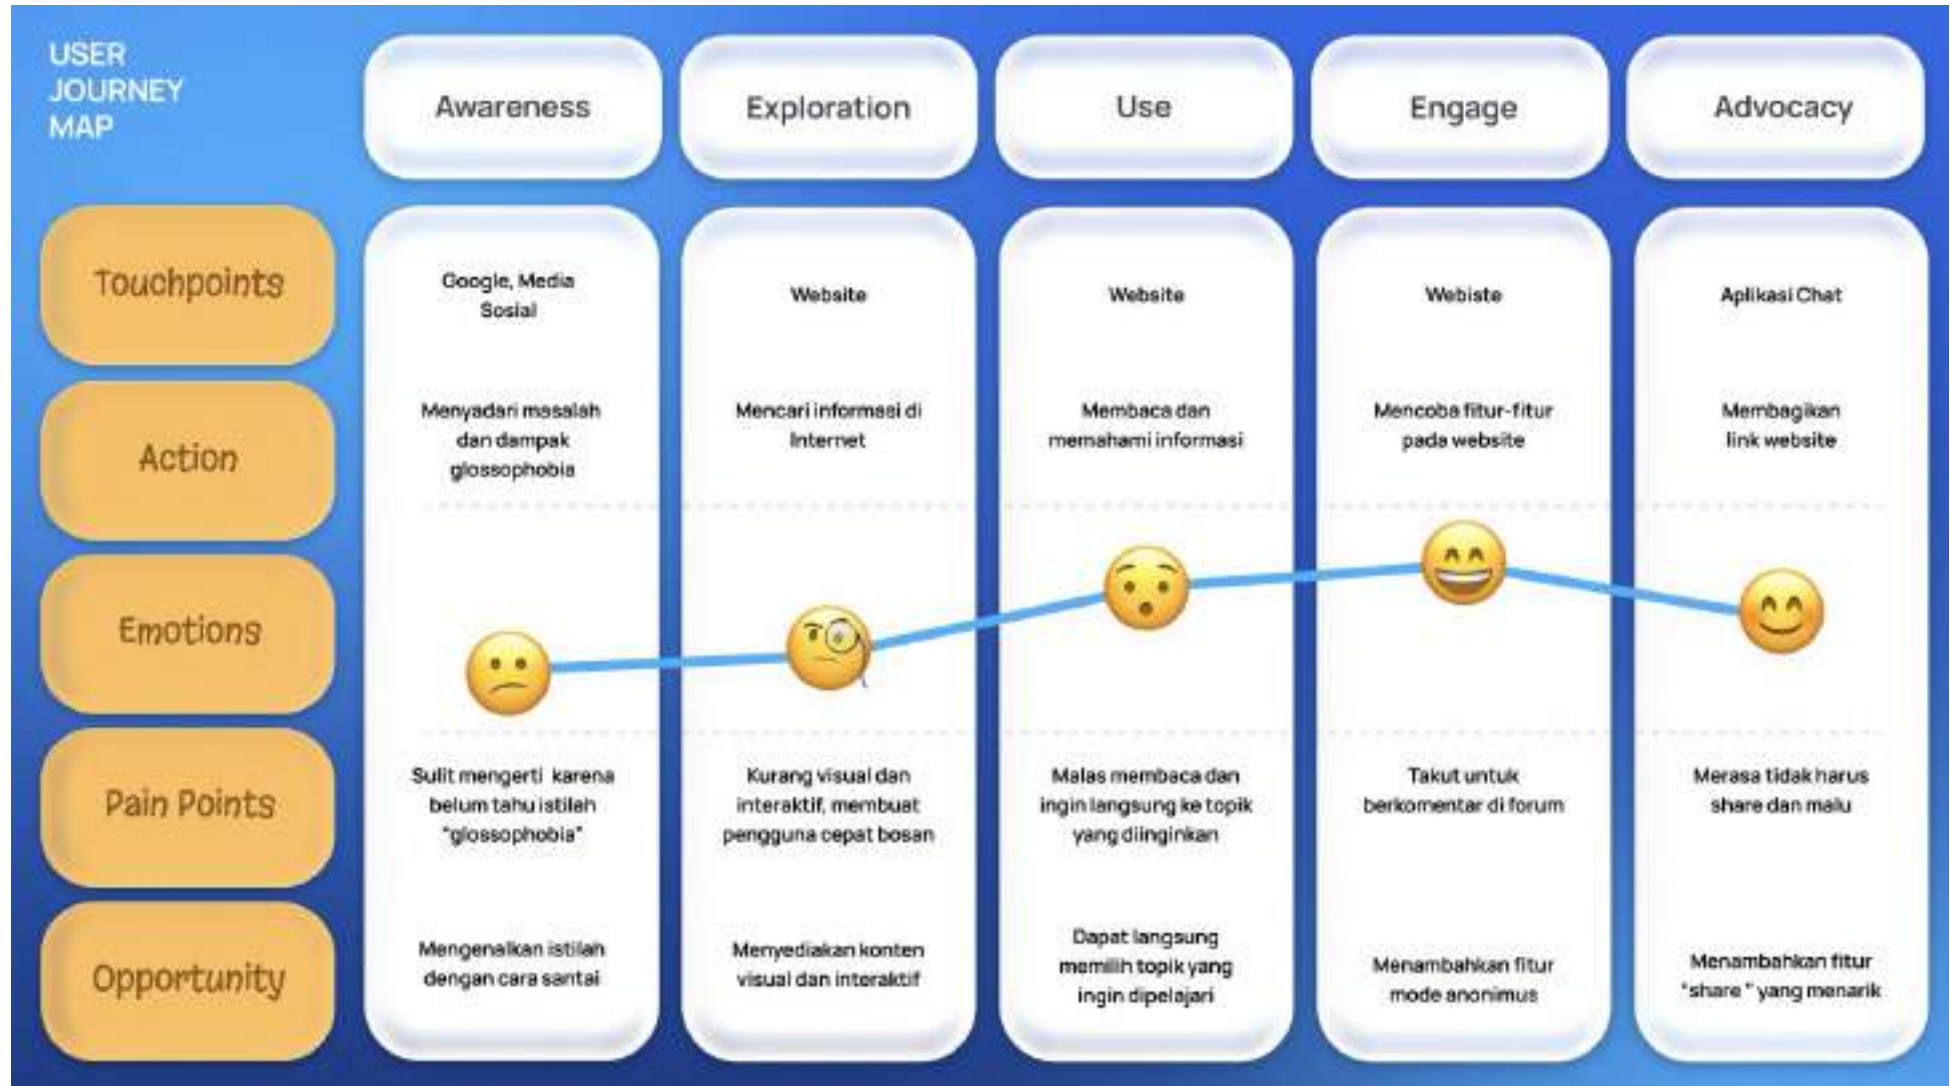 USER
JOURNEY
MAP
Awareness
Exploration
Use
Engage
Advocacy
Touchpoints
Google, Media
Sosial
Website
Website
Webiste
Aplikasi Chat
Action
Menyadari masalah
dan dampak
glossophobia
Mencari informasi di
Internet
Membaca dan
memahami informasi
Mencoba fitur-fitur
pada website
Membagikan
link website
Emotions
Pain Points
Sulit mengerti karena
belum tahu istilah
"glossophobia"
Kurang visual dan
interaktif, membuat
pengguna cepat bosan
Malas membaca dan
ingin langsung ke topik
yang diinginkan
Takut untuk
berkomentar di forum
Merasa tidak harus
share dan malu
Opportunity
Mengenalkan istilah
dengan cara santai
Menyediakan konten
visual dan interaktif
Dapat langsung
memilih topik yang
ingin dipelajari
Menambahkan fitur
mode anonimus
Menambahkan fitur
"share " yang menarik